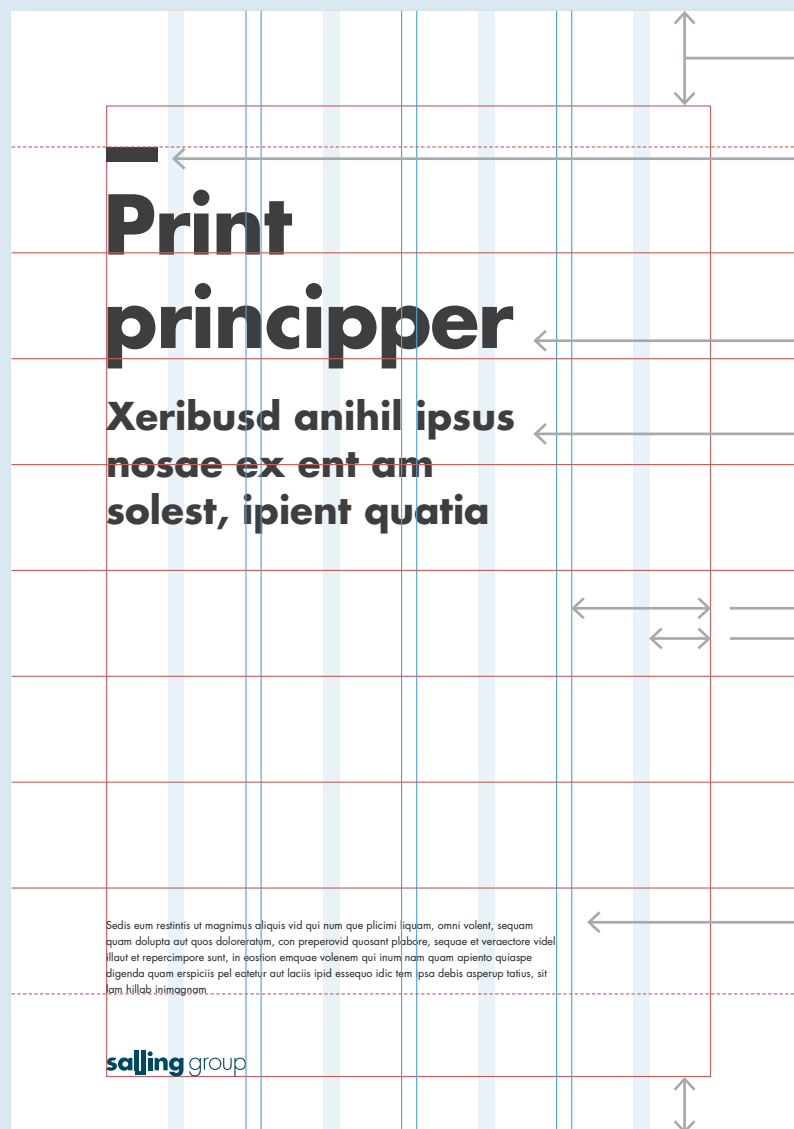 Print
principper
Xeribusd anihil ipsus
nosae ex ent am
solest, ipient quatia
Sedis eum restintis ut magnimus aliquis vid qui num que plicimi liquam, omni volent, sequam
quam dolupta aut quos doloreratum, con preperovid quosant plabore, sequae et veraectore videl
illaut et repercimpore sunt, in eostion emquae volenem qui inum nam quam apiento quiaspe
digenda quam erspiciis pel ectetur aut laciis ipid essequo idic tem ipsa debis asperup tatius, sit
lam hillab inimagnam
salling group